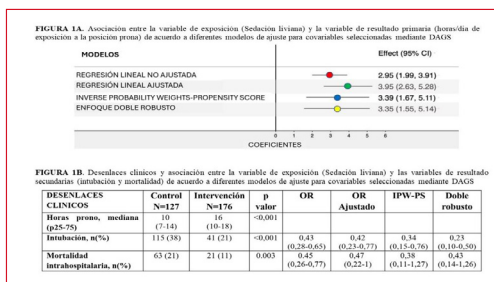 FIGURA 1A. Asociación entre la variable de exposición (Sedación liviana) y la variable de resultado primaria (horas/día de
exposición a la posición prona) de acuerdo a diferentes modelos de ajuste para covariables seleccionadas mediante DAGS
MODELOS Effect (95% CI)
REGRESIÓN LINEAL NO AJUSTADA 2.95 (1.99, 3.91)
REGRESIÓN LINEAL AJUSTADA 3.95 (2.63, 5.28)
INVERSE PROBABILITY WEIGHTS-PROPENSITY SCORE 3.39 (1.67, 5.11)
ENFOQUE DOBLE ROBUSTO 3.35 (1.56, 5.14)
0 1 2 3 4 5 6
COEFICIENTES
FIGURA 1B. Desenlaces clínicos y asociación entre la variable de exposición (Sedación liviana) y las variables de resultado
secundarias (intubación y mortalidad) de acuerdo a diferentes modelos de ajuste para covariables seleccionadas mediante DAGS
DESENLACES CLINICOS Control N=127 Intervención N=176 p valor OR OR Ajustado IPW-PS Doble robusto
Horas prono, mediana (p25-75) 10 (7-14) 16 (10-18) <0,001
Intubación, n(%) 115 (38) 41 (21) <0,001 0,43 (0,28-0,65) 0,42 (0,23-0,77) 0,34 (0,15-0,76) 0,23 (0,10-0,50)
Mortalidad intrahospitalaria, n(%) 63 (21) 21 (11) 0.003 0,45 (0,26-0,77) 0,47 (0,22-1) 0,38 (0,11-1,27) 0,43 (0,14-1,26)